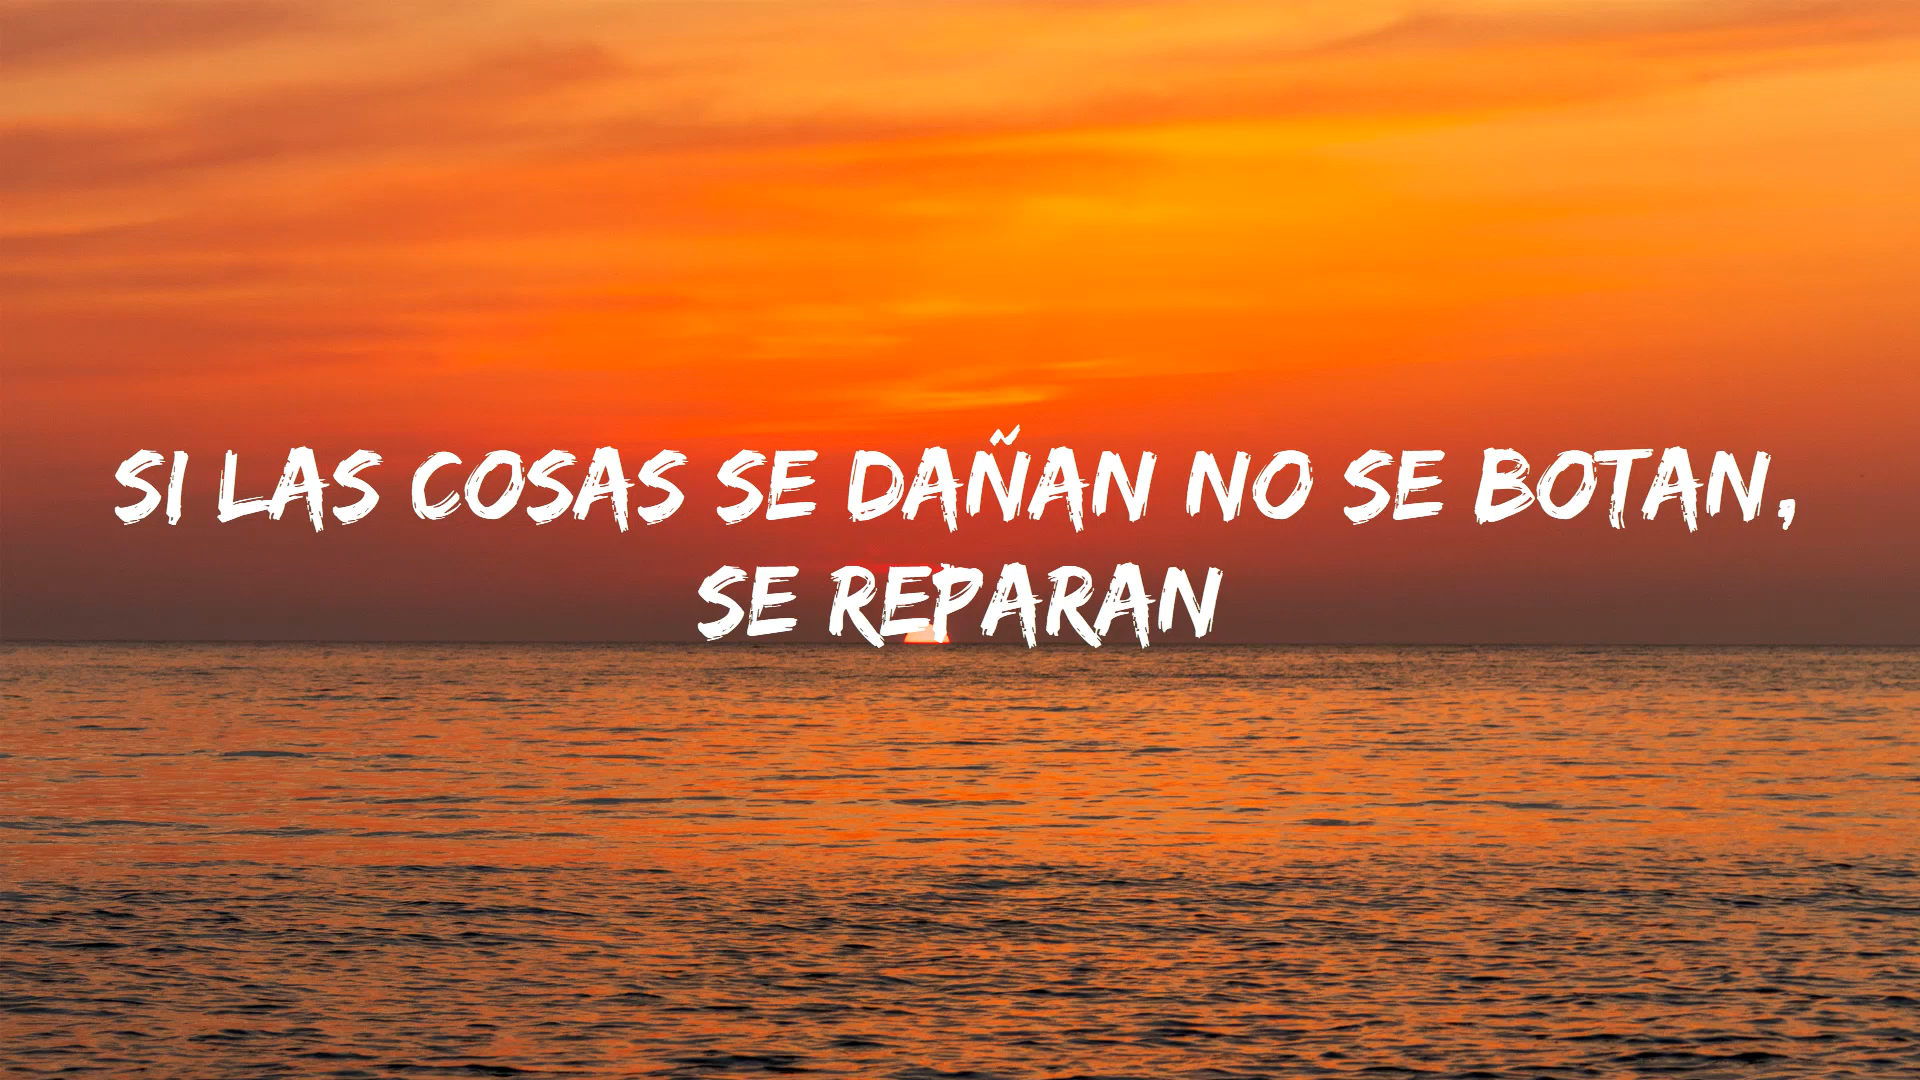 SI LAS COSAS SE DAÑAN NO SE BOTAN,
SE REPARAN